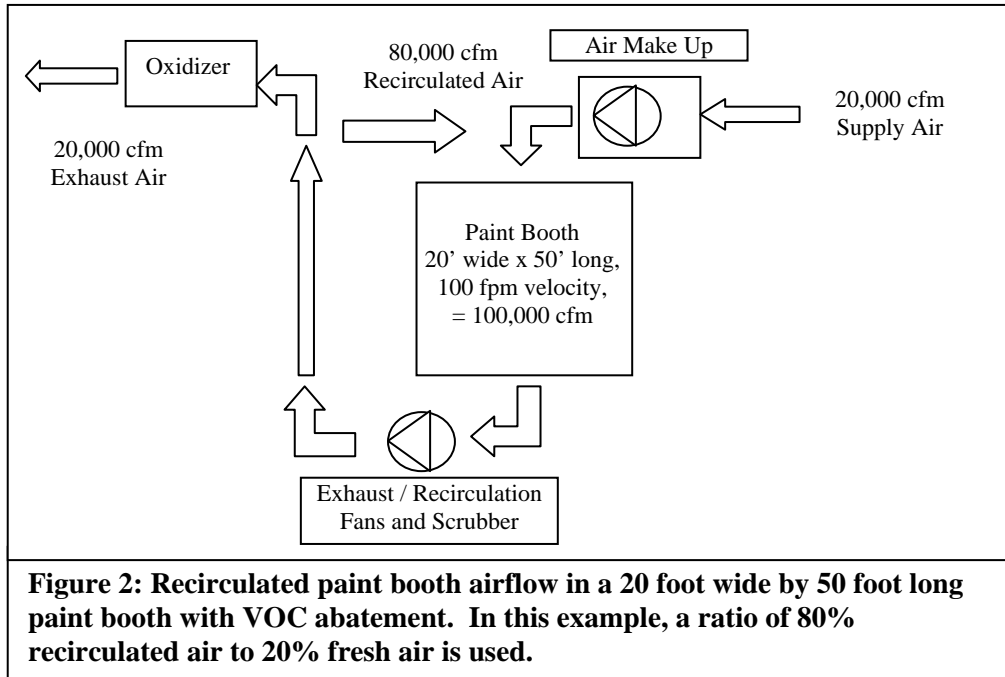 Oxidizer
80,000 cfm
Recirculated Air
Air Make Up
20,000 cfm
Supply Air
20,000 cfm
Exhaust Air
Paint Booth
20’ wide x 50’ long,
100 fpm velocity,
= 100,000 cfm
Exhaust / Recirculation
Fans and Scrubber
Figure 2: Recirculated paint booth airflow in a 20 foot wide by 50 foot long
paint booth with VOC abatement. In this example, a ratio of 80%
recirculated air to 20% fresh air is used.